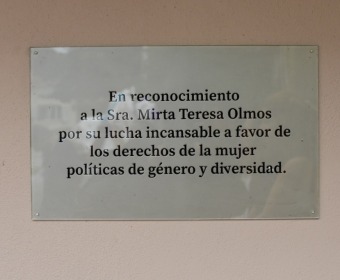 En reconocimiento
a la Sra. Mirta Teresa Olmos
por su lucha incansable a favor de
los derechos de la mujer
políticas de género y diversidad.